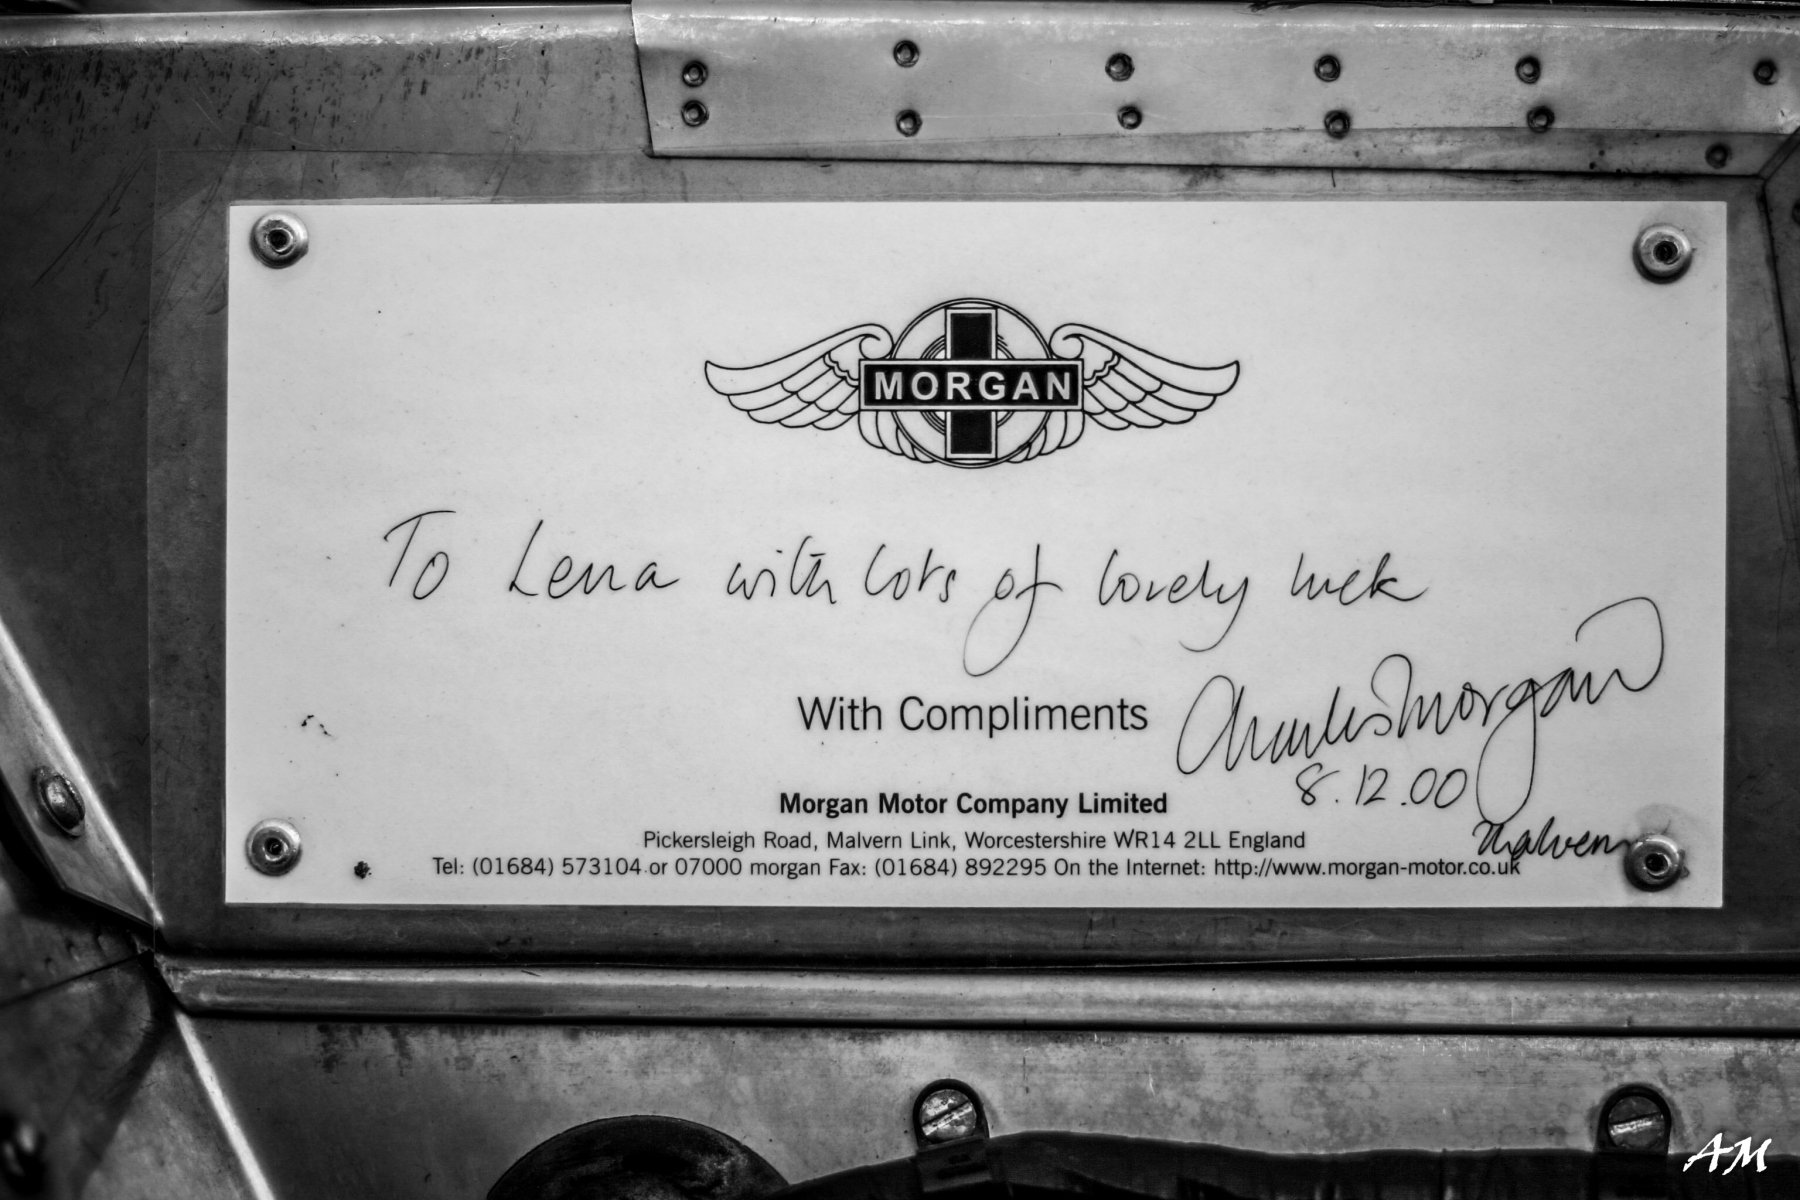 MORGAN
To Lena with lots of lovely luck
With Compliments
Charles Morgan
8.12.00
Malvern
Morgan Motor Company Limited
Pickersleigh Road, Malvern Link, Worcestershire WR14 2LL England
Tel: (01684) 573104 or 07000 morgan Fax: (01684) 892295 On the Internet: http://www.morgan-motor.co.uk
AM